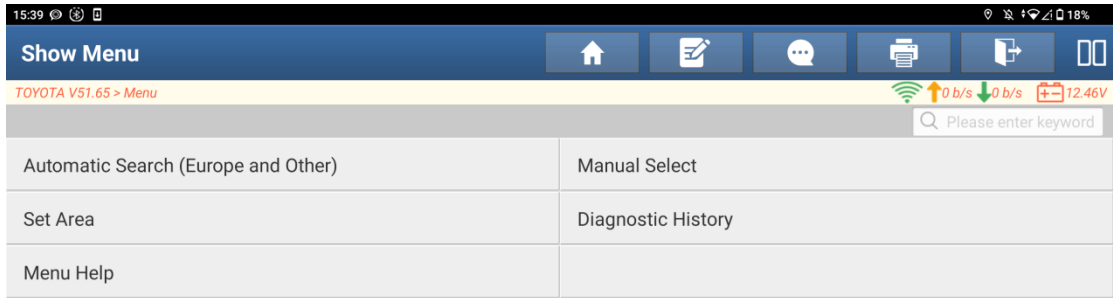 15:39 18%
Show Menu
TOYOTA V51.65 > Menu 0 b/s 0 b/s 12.46V
Please enter keyword
Automatic Search (Europe and Other) Manual Select
Set Area Diagnostic History
Menu Help